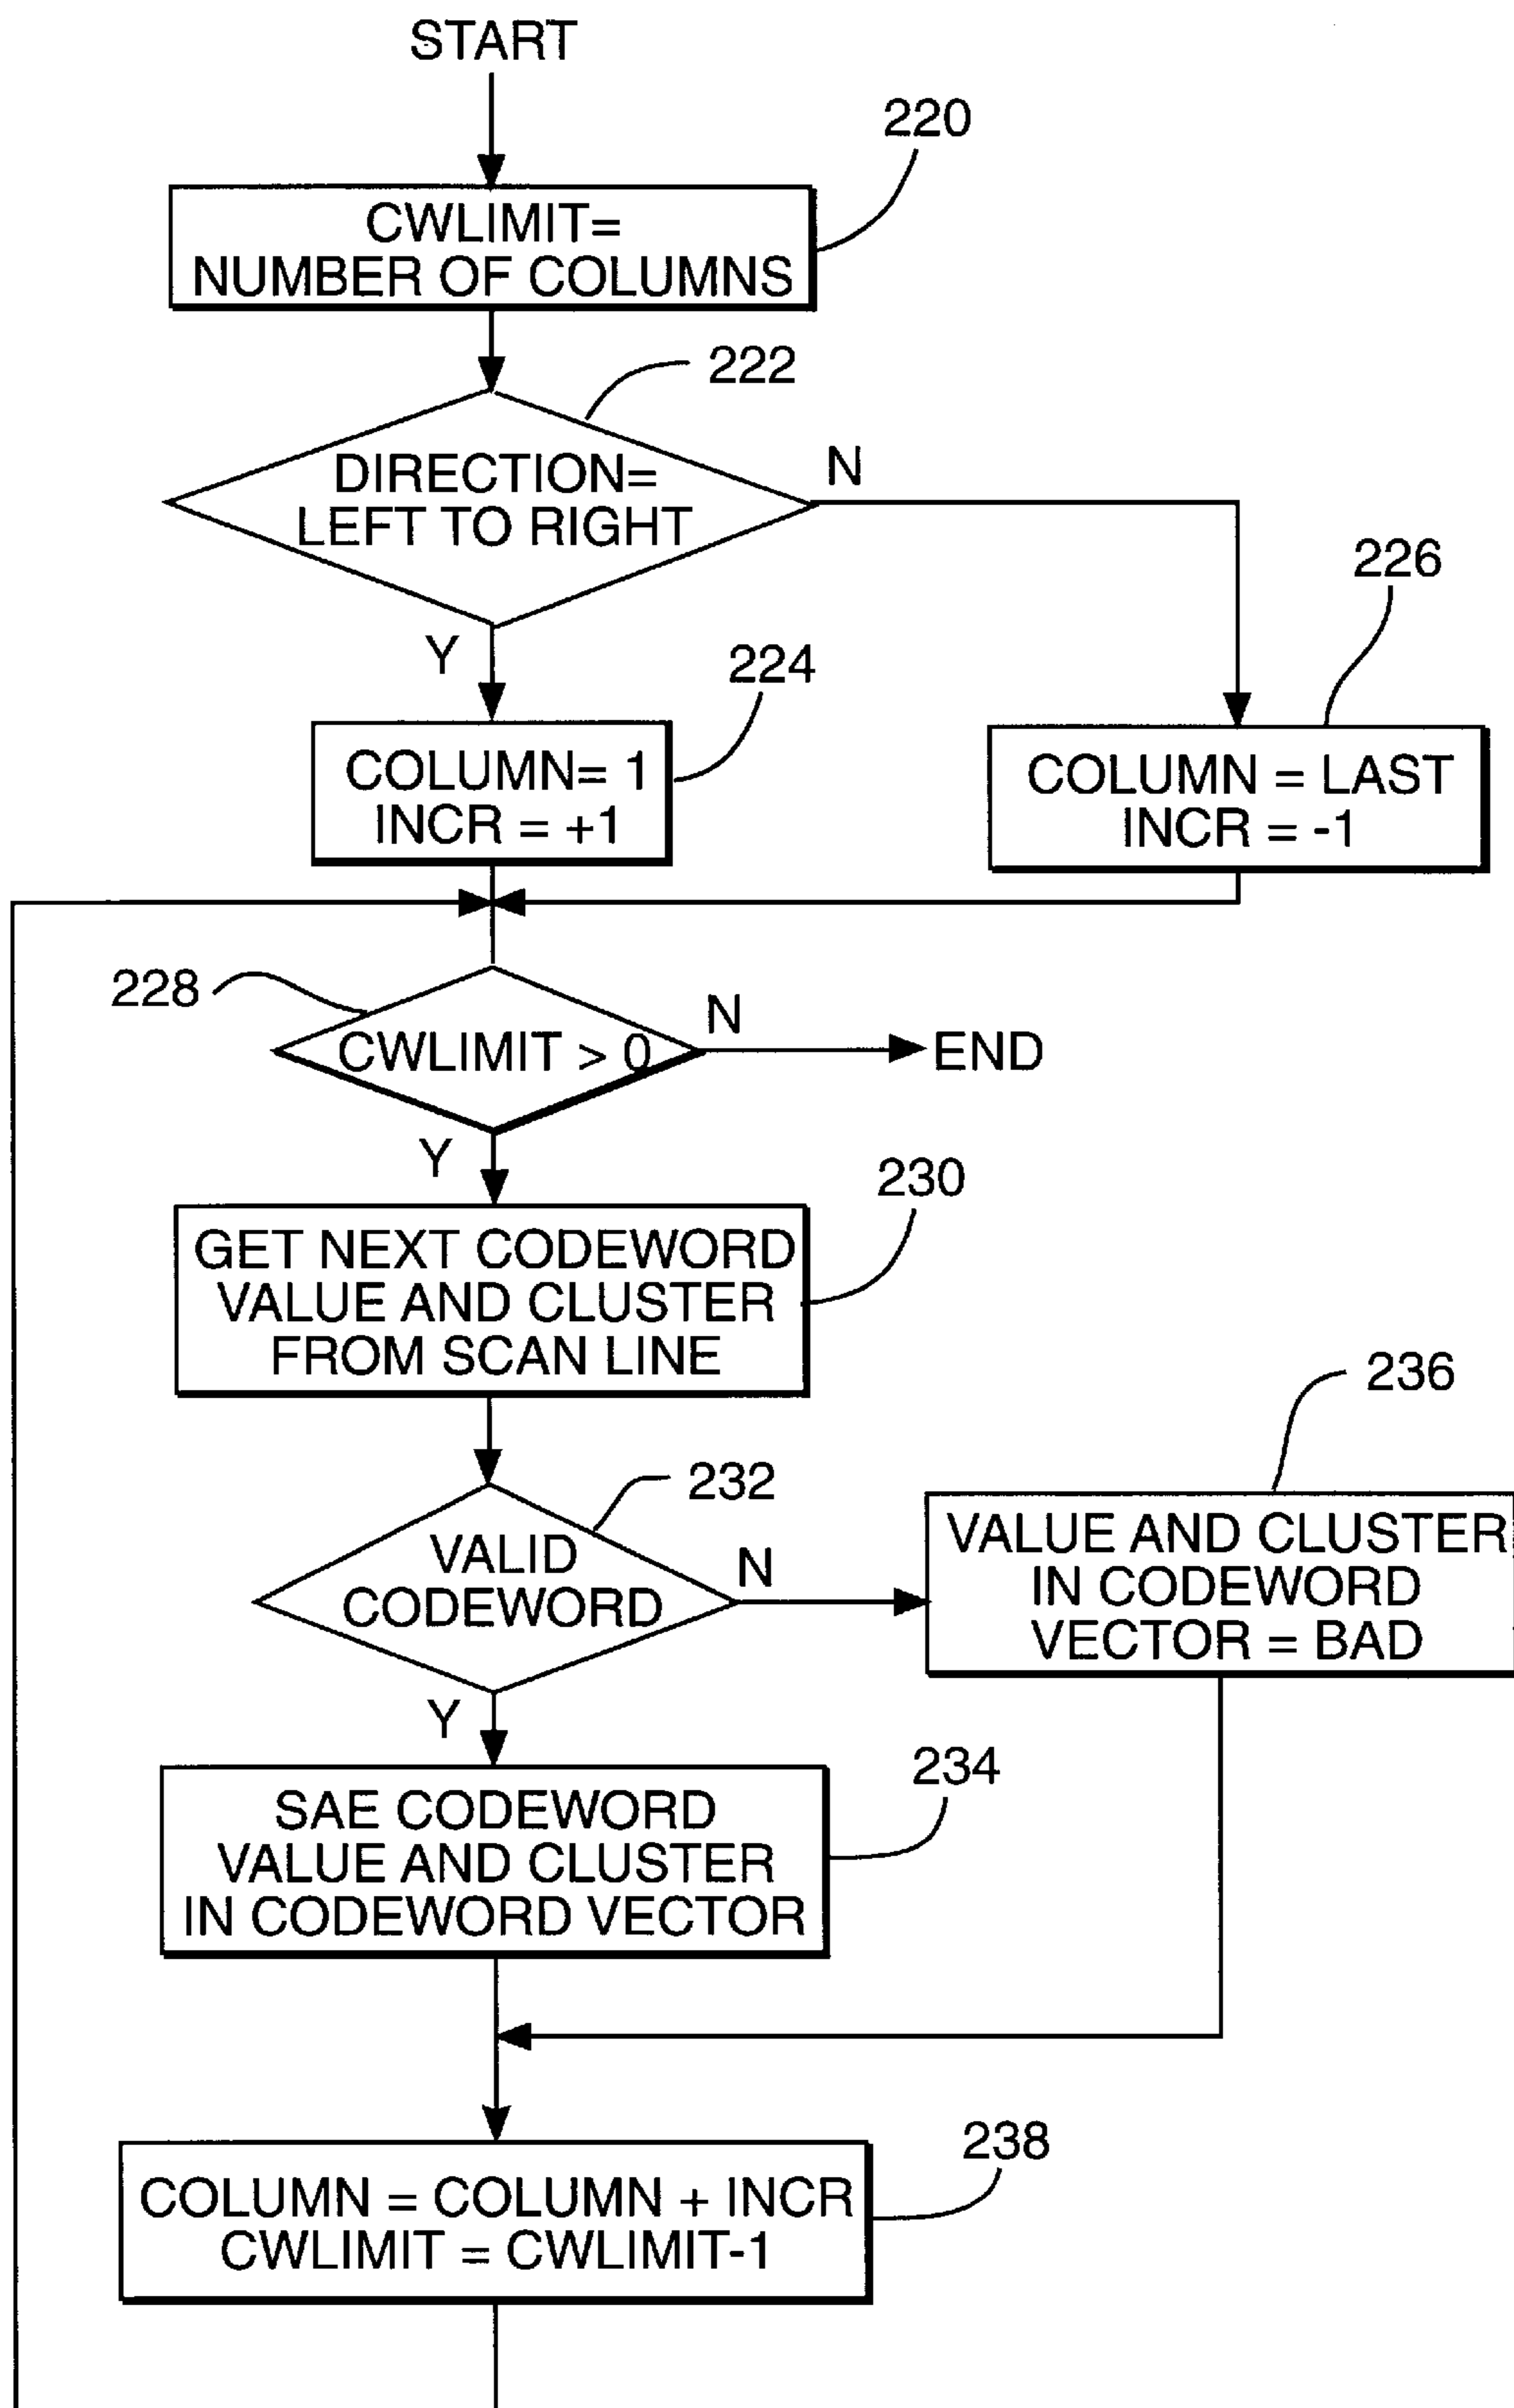 START
220
CWLIMIT=
NUMBER OF COLUMNS
222
DIRECTION=
LEFT TO RIGHT
N
226
Y
224
COLUMN= 1
INCR = +1
COLUMN = LAST
INCR = -1
228
N
CWLIMIT > 0
END
Y
230
GET NEXT CODEWORD
VALUE AND CLUSTER
FROM SCAN LINE
236
232
VALID
CODEWORD
N
VALUE AND CLUSTER
IN CODEWORD
VECTOR = BAD
Y
234
SAE CODEWORD
VALUE AND CLUSTER
IN CODEWORD VECTOR
238
COLUMN = COLUMN + INCR
CWLIMIT = CWLIMIT-1